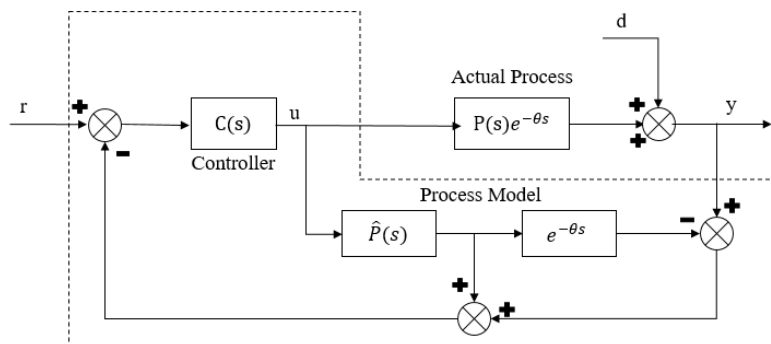 d
Actual Process
r
+
C(s)
u
P(s)e^{-θs}
+
+
y
-
Controller
Process Model
P̂(s)
e^{-θs}
-
+
+
+